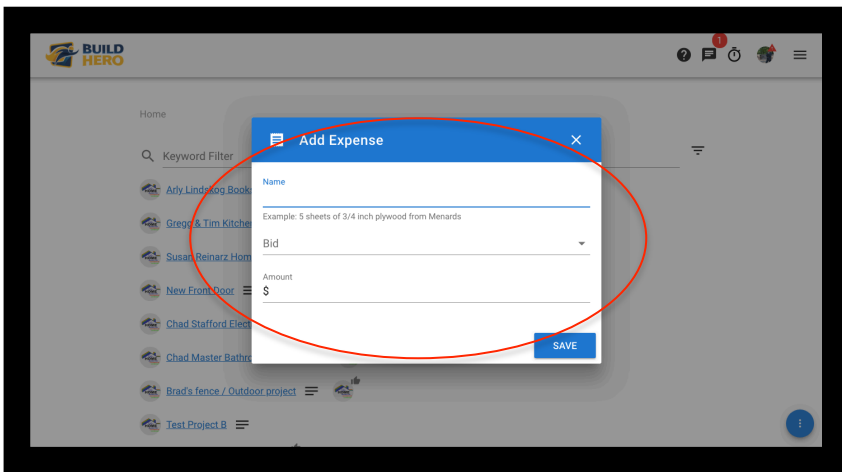 BUILD
HERO
1
Home
Add Expense
Keyword Filter
Name
Arly Lindskog Books
Example: 5 sheets of 3/4 inch plywood from Menards
Gregg & Tim Kitche
Bid
Susan Reinarz Hom
Amount
New Front Door
$
Chad Stafford Elect
SAVE
Chad Master Bathro
Brad's fence / Outdoor project
Test Project B